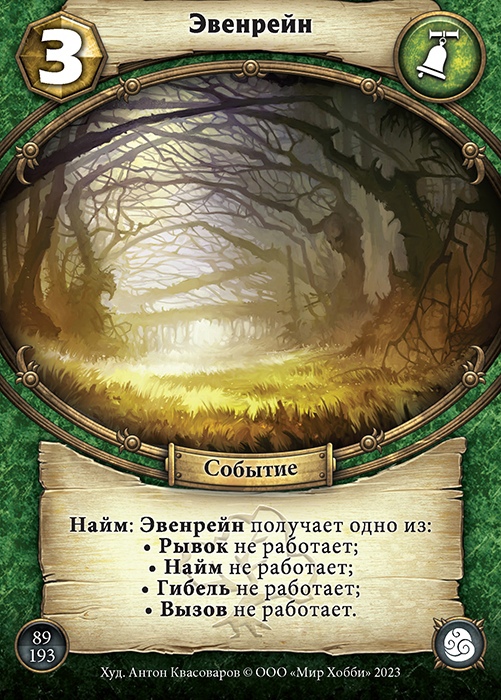 3
Эвенрейн
Событие
Найм: Эвенрейн получает одно из:
• Рывок не работает;
• Найм не работает;
• Гибель не работает;
• Вызов не работает.
89
193
Худ. Антон Квасоваров © ООО «Мир Хобби» 2023